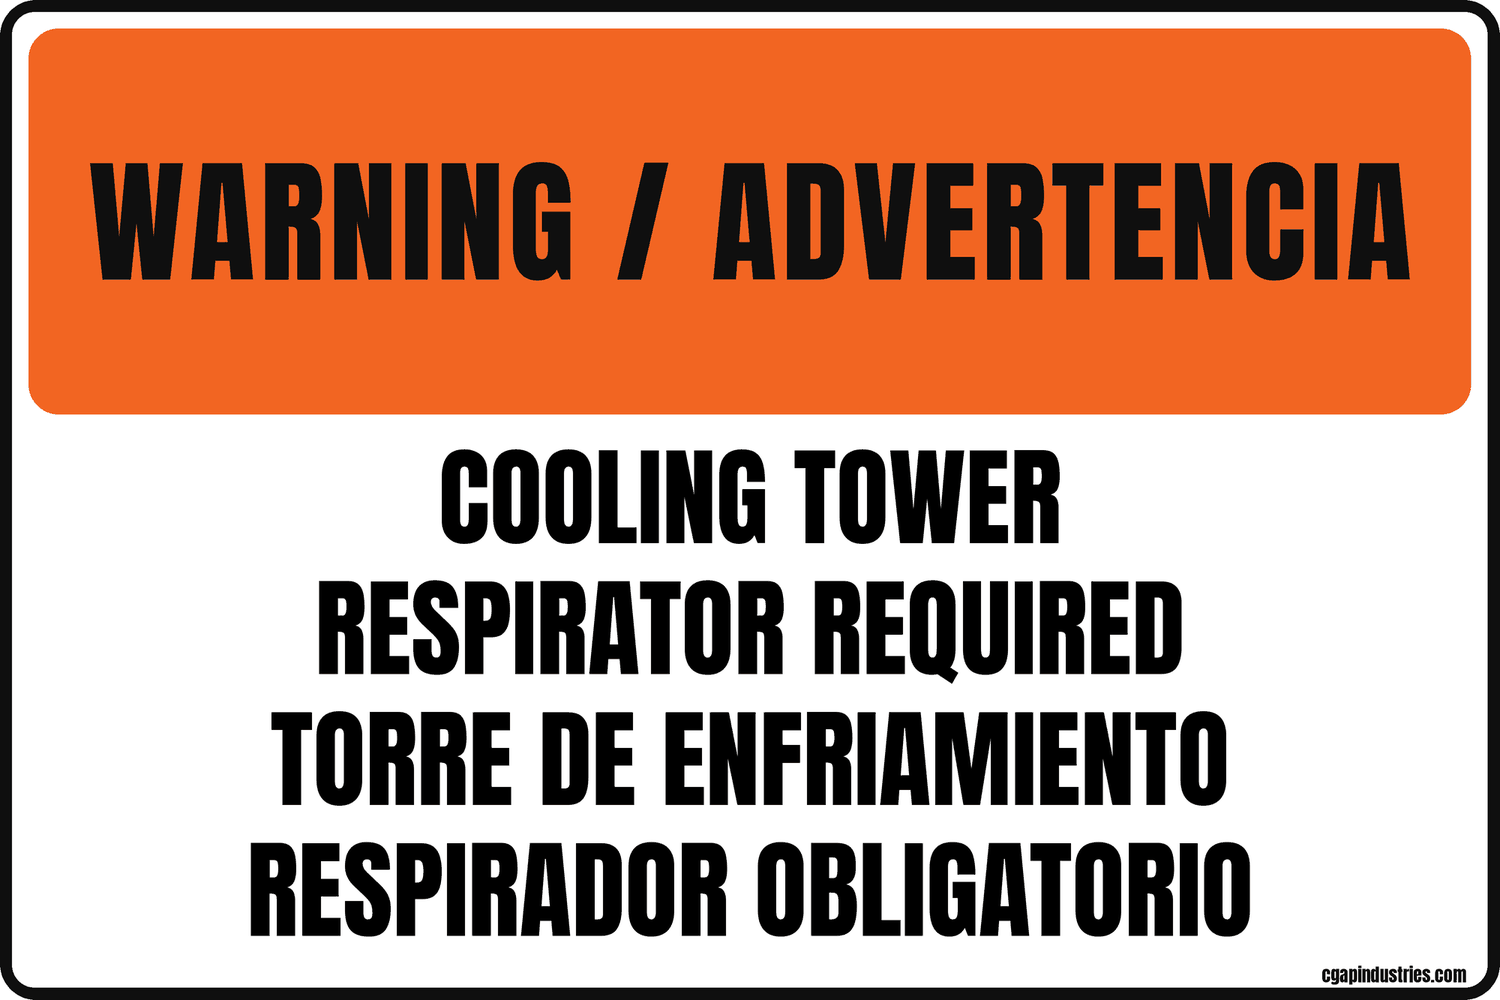 WARNING / ADVERTENCIA
COOLING TOWER
RESPIRATOR REQUIRED
TORRE DE ENFRIAMIENTO
RESPIRADOR OBLIGATORIO
cgapindustries.com